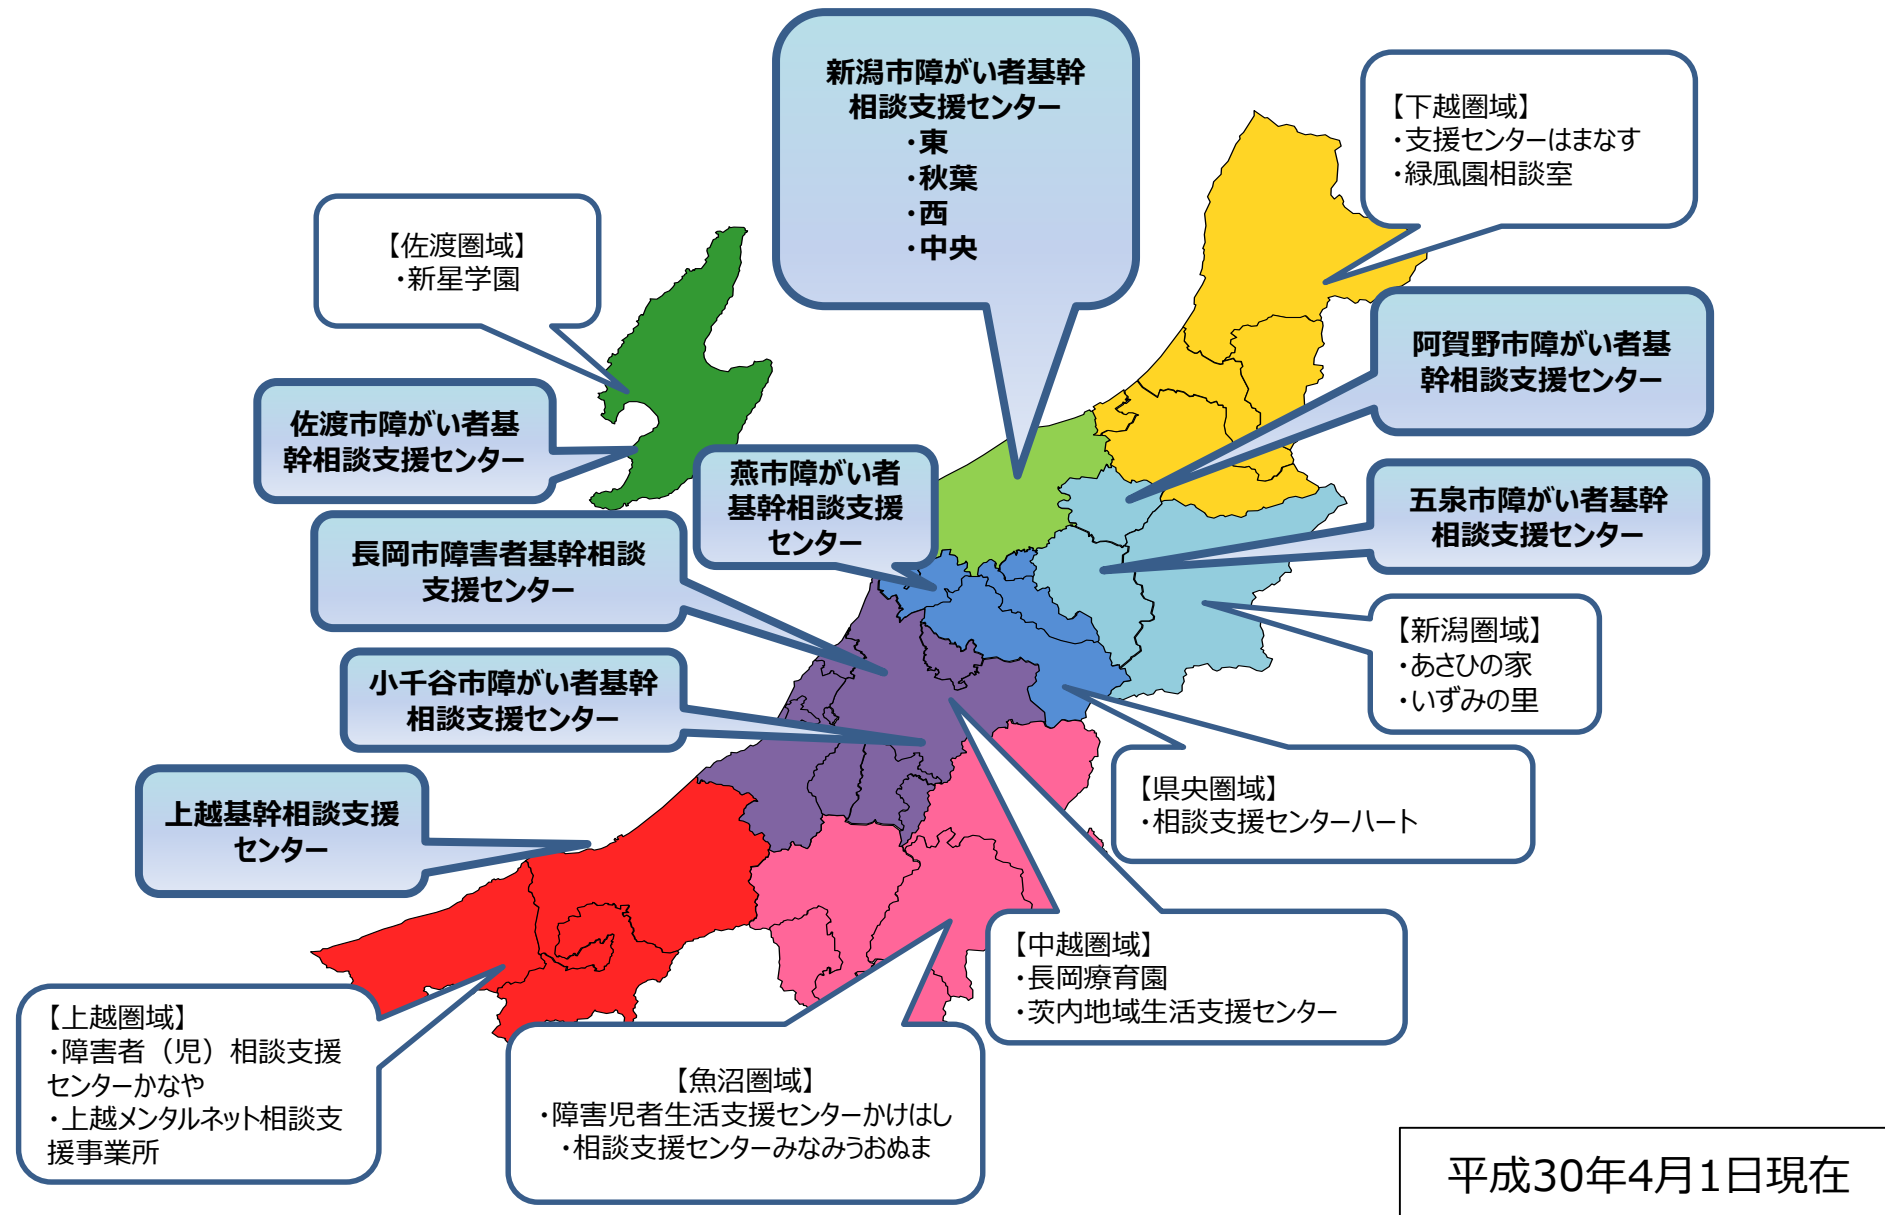 新潟市障がい者基幹
相談支援センター
・東
・秋葉
・西
・中央
【下越圏域】
・支援センターはまなす
・緑風園相談室
【佐渡圏域】
・新星学園
阿賀野市障がい者基
幹相談支援センター
佐渡市障がい者基
幹相談支援センター
燕市障がい者
基幹相談支援
センター
五泉市障がい者基幹
相談支援センター
長岡市障害者基幹相談
支援センター
【新潟圏域】
・あさひの家
・いずみの里
小千谷市障がい者基幹
相談支援センター
【県央圏域】
・相談支援センターハート
上越基幹相談支援
センター
【中越圏域】
・長岡療育園
・茨内地域生活支援センター
【上越圏域】
・障害者（児）相談支援
センターかなや
・上越メンタルネット相談支
援事業所
【魚沼圏域】
・障害児者生活支援センターかけはし
・相談支援センターみなみうおぬま
平成30年4月1日現在